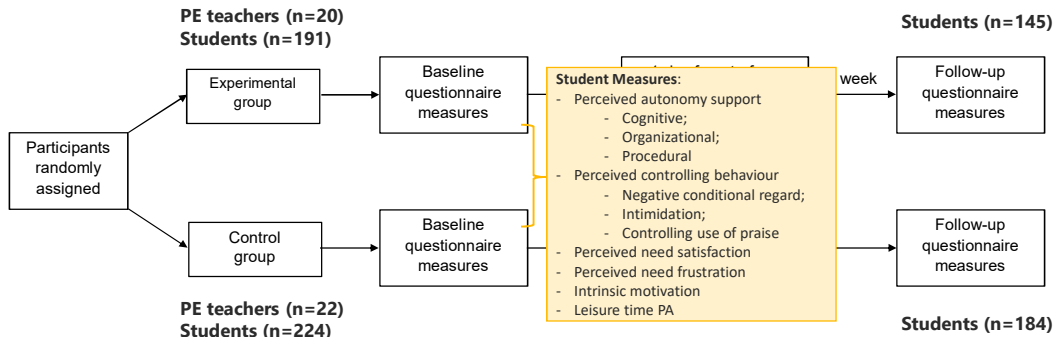 PE teachers (n=20)
Students (n=191)
Students (n=145)
Participants
randomly
assigned
Experimental
group
Baseline
questionnaire
measures
week
Follow-up
questionnaire
measures
Student Measures:
- Perceived autonomy support
- Cognitive;
- Organizational;
- Procedural
- Perceived controlling behaviour
- Negative conditional regard;
- Intimidation;
- Controlling use of praise
- Perceived need satisfaction
- Perceived need frustration
- Intrinsic motivation
- Leisure time PA
Control
group
Baseline
questionnaire
measures
Follow-up
questionnaire
measures
PE teachers (n=22)
Students (n=224)
Students (n=184)